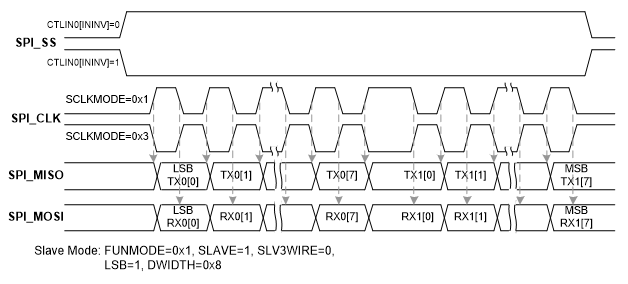 CTLIN0[ININV]=0
SPI_SS
CTLIN0[ININV]=1
SCLKMODE=0x1
SPI_CLK
SCLKMODE=0x3
SPI_MISO
LSB
TX0[0]
TX0[1]
TX0[7]
TX1[0]
TX1[1]
MSB
TX1[7]
SPI_MOSI
LSB
RX0[0]
RX0[1]
RX0[7]
RX1[0]
RX1[1]
MSB
RX1[7]
Slave Mode: FUNMODE=0x1, SLAVE=1, SLV3WIRE=0,
LSB=1, DWIDTH=0x8